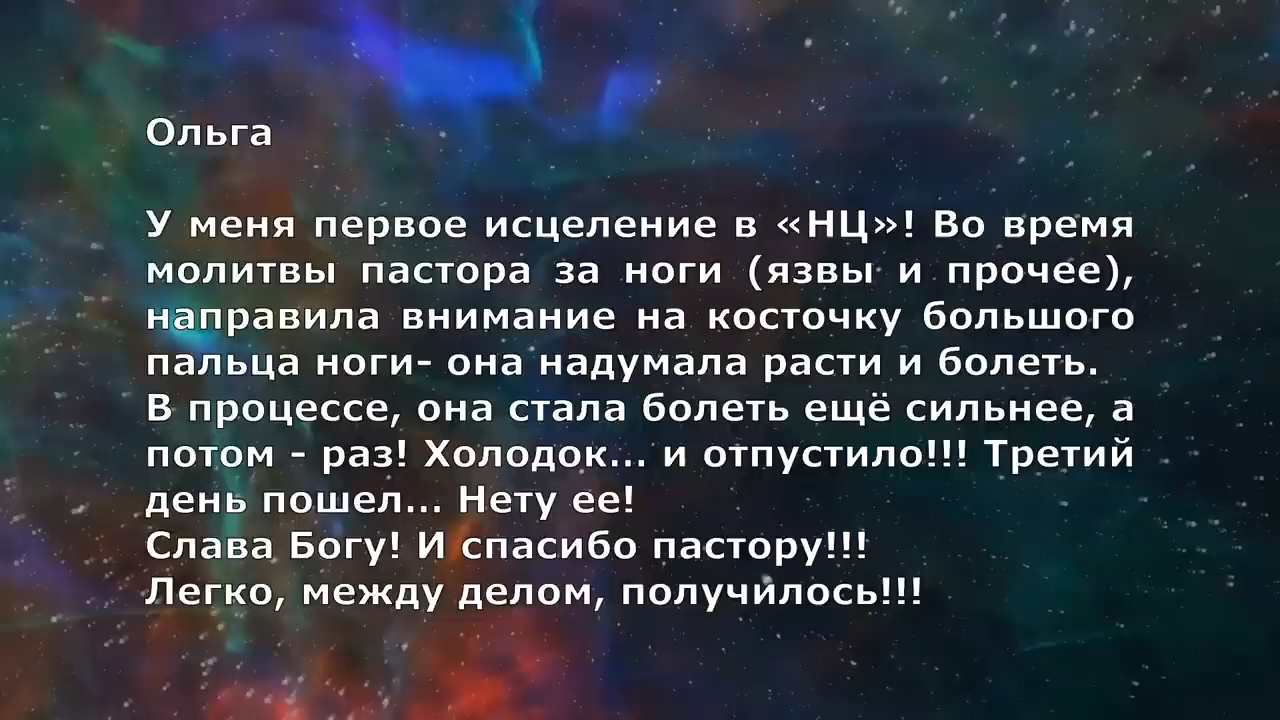 Ольга
У меня первое исцеление в «НЦ»! Во время
молитвы пастора за ноги (язвы и прочее),
направила внимание на косточку большого
пальца ноги- она надумала расти и болеть.
В процессе, она стала болеть ещё сильнее, а
потом - раз! Холодок... и отпустило!!! Третий
день пошел... Нету ее!
Слава Богу! И спасибо пастору!!!
Легко, между делом, получилось!!!